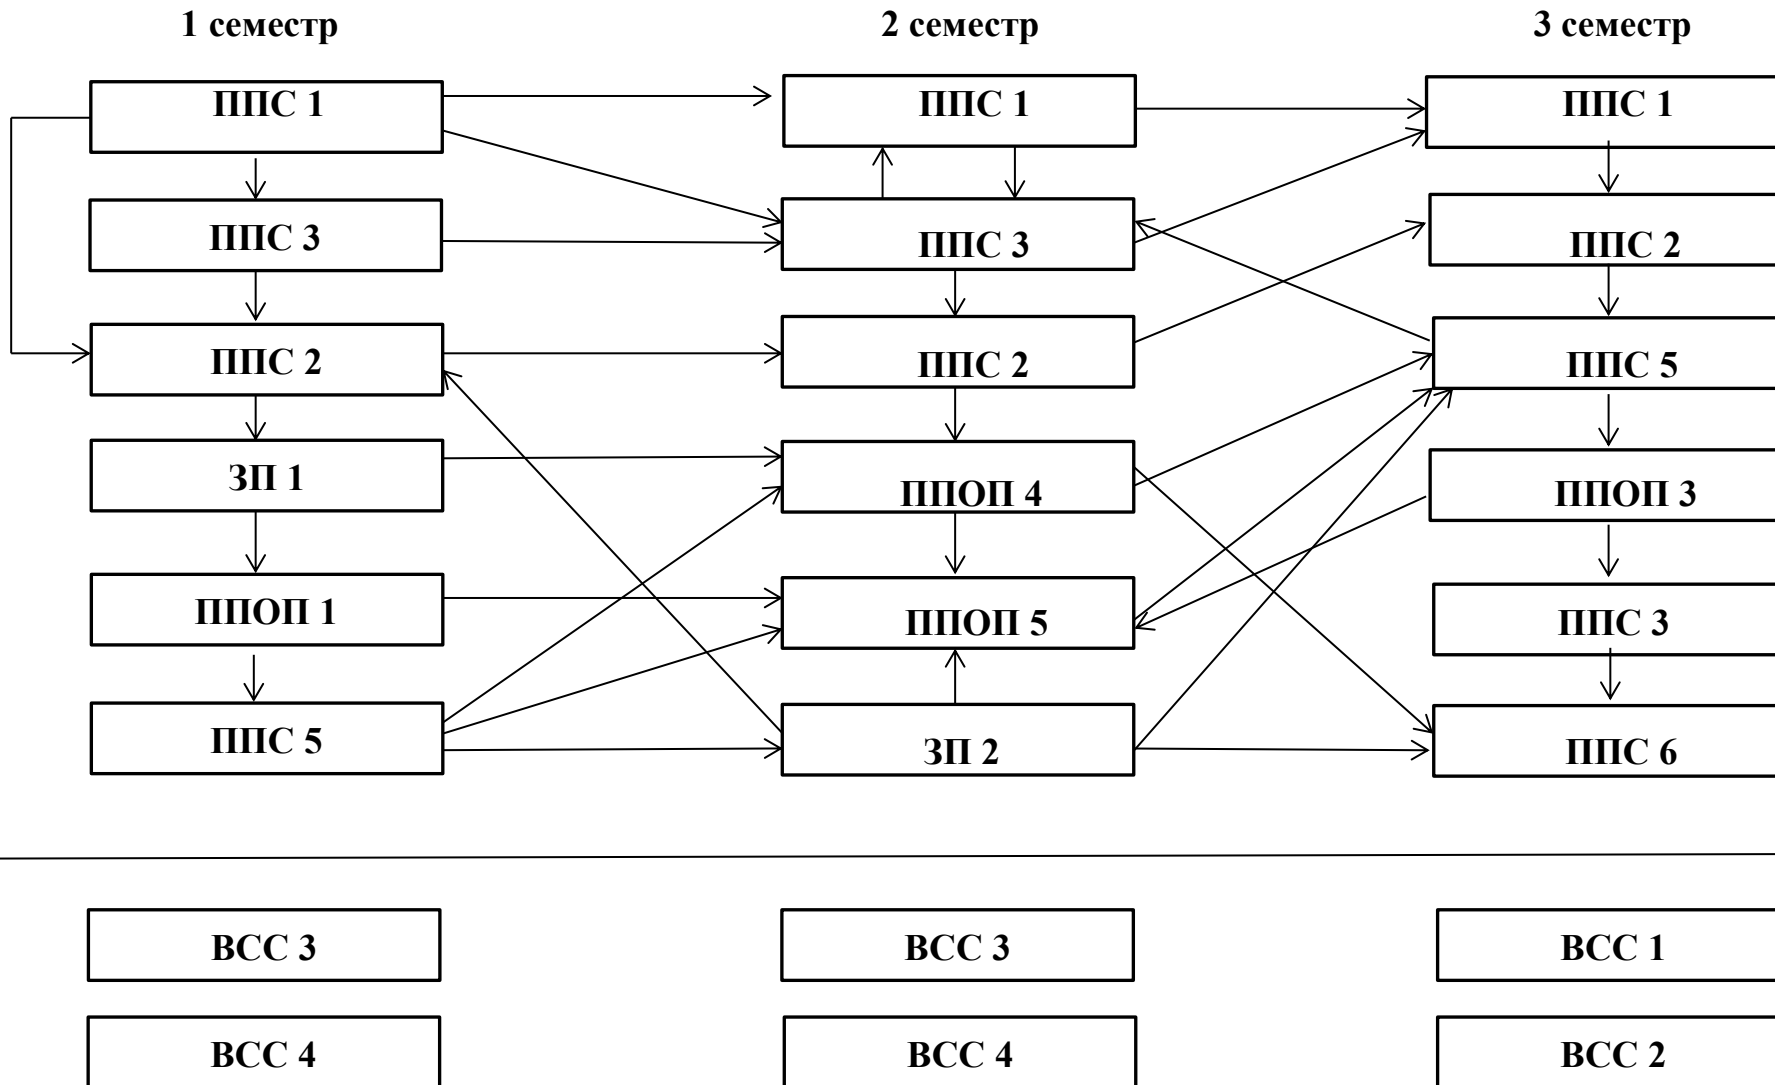 1 семестр 2 семестр 3 семестр
ППС 1 ППС 1 ППС 1
ППС 3 ППС 3 ППС 2
ППС 2 ППС 2 ППС 5
ЗП 1 ППОП 4 ППОП 3
ППОП 1 ППОП 5 ППС 3
ППС 5 ЗП 2 ППС 6
ВСС 3 ВСС 3 ВСС 1
ВСС 4 ВСС 4 ВСС 2